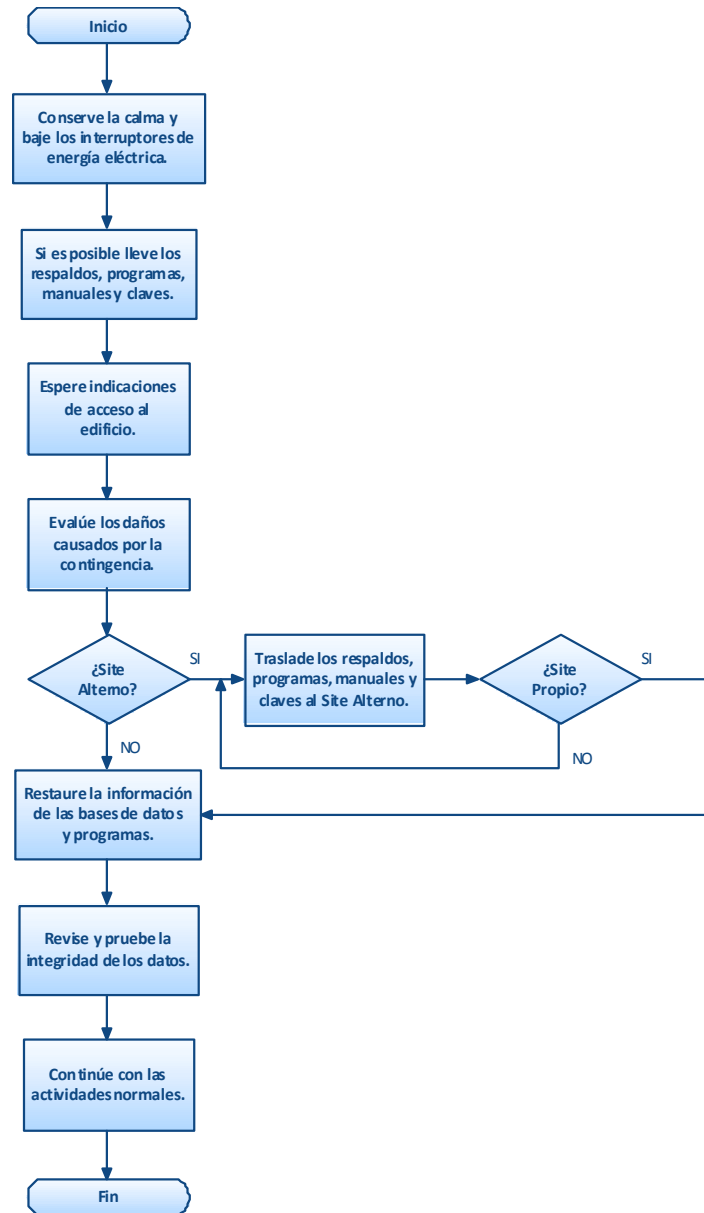 Inicio
Conserve la calma y
baje los interruptores de
energía eléctrica.
Si es posible lleve los
respaldos, programas,
manuales y claves.
Espere indicaciones
de acceso al
edificio.
Evalúe los daños
causados por la
contingencia.
¿Site
Alterno?
SI
Traslade los respaldos,
programas, manuales y
claves al Site Alterno.
¿Site
Propio?
SI
NO
NO
Restaure la información
de las bases de datos
y programas.
Revise y pruebe la
integridad de los datos.
Continúe con las
actividades normales.
Fin